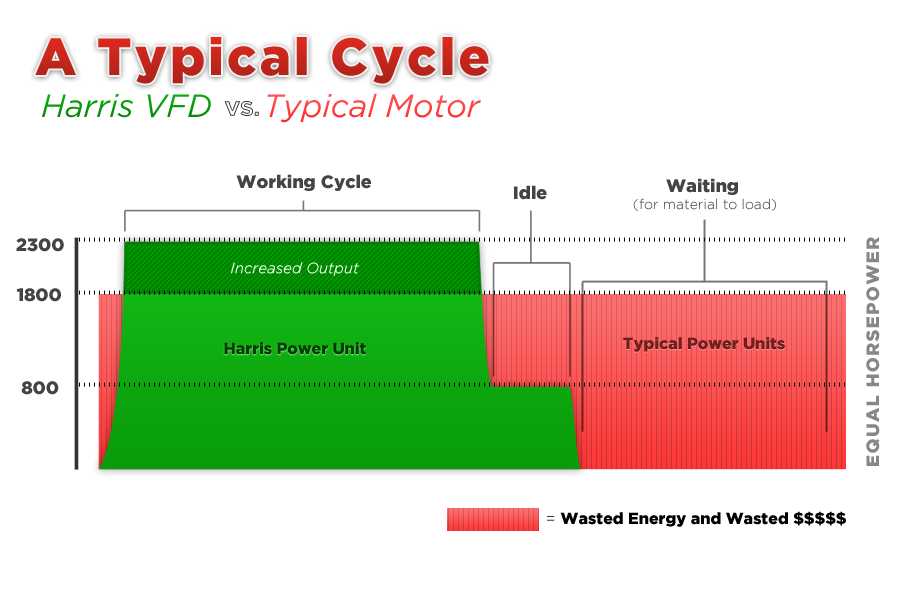 A Typical Cycle
Harris VFD vs. Typical Motor
Working Cycle
Idle
Waiting
(for material to load)
2300
Increased Output
1800
Harris Power Unit
Typical Power Units
800
EQUAL HORSEPOWER
= Wasted Energy and Wasted $$$$$